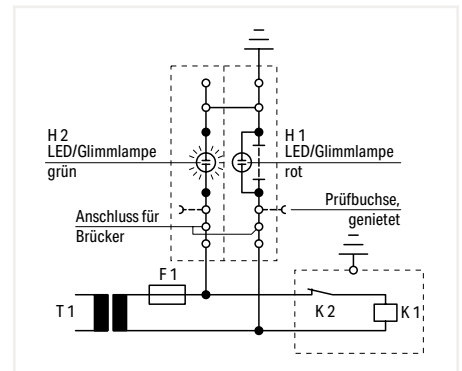 H 2
LED/Glimmlampe
grün
H 1
LED/Glimmlampe
rot
Anschluss für
Brücker
Prüfbuchse,
genietet
F 1
T 1
K 2
K 1